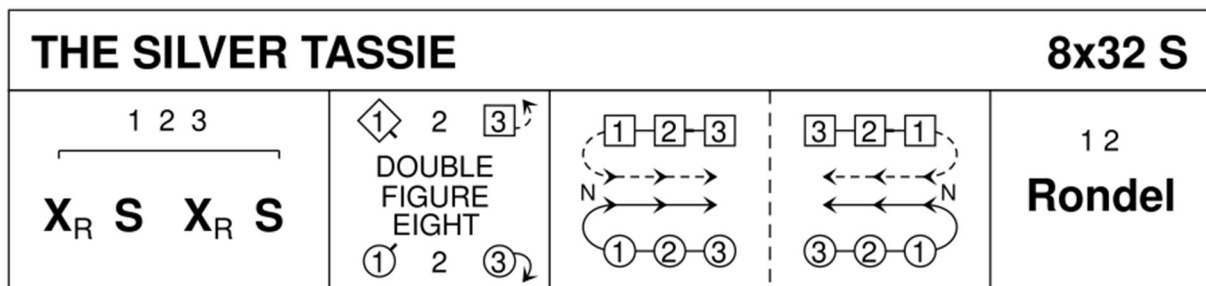 THE SILVER TASSIE 8x32 S
1 2 3
XR S XR S
1 2 3
DOUBLE
FIGURE
EIGHT
1 2 3
1 2 3
N
1 2 3
3 2 1
N
3 2 1
1 2
Rondel